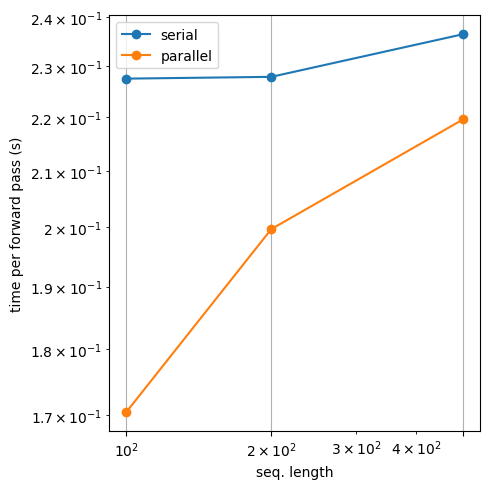 2.4 × 10⁻¹
serial
parallel
2.3 × 10⁻¹
2.2 × 10⁻¹
2.1 × 10⁻¹
2 × 10⁻¹
1.9 × 10⁻¹
1.8 × 10⁻¹
1.7 × 10⁻¹
time per forward pass (s)
10² 2 × 10² 3 × 10² 4 × 10²
seq. length